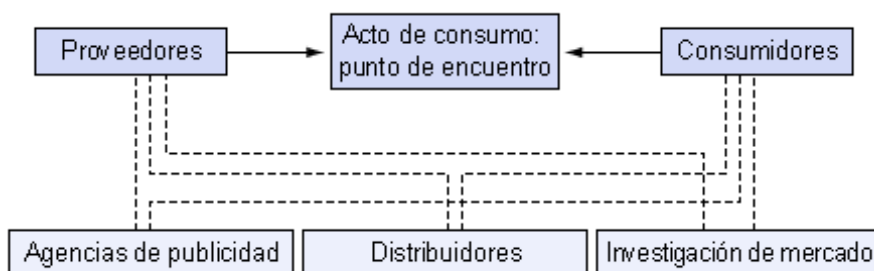 Proveedores
Acto de consumo:
punto de encuentro
Consumidores
Agencias de publicidad
Distribuidores
Investigación de mercado